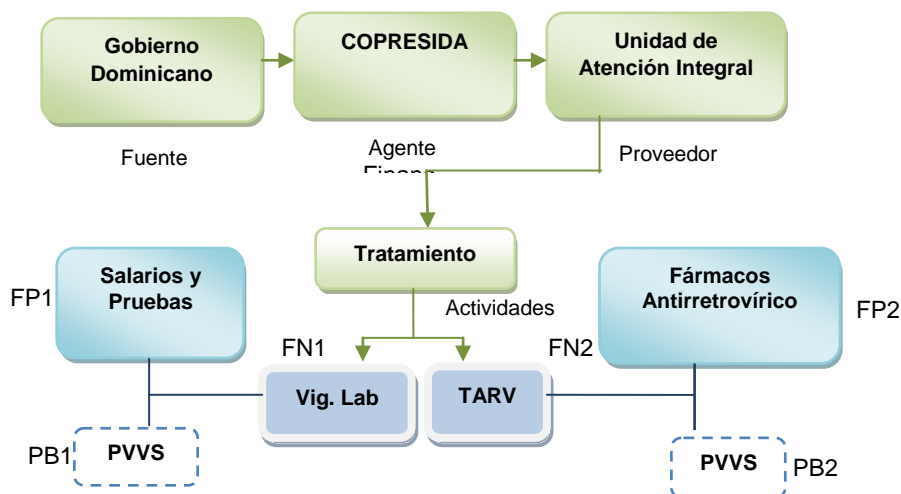 Gobierno
Dominicano
COPRESIDA
Unidad de
Atención Integral
Fuente
Agente
Proveedor
Tratamiento
Actividades
Salarios y
Pruebas
FP1
Fármacos
Antirretrovírico
FP2
FN1
FN2
Vig. Lab
TARV
PB1
PVVS
PVVS
PB2